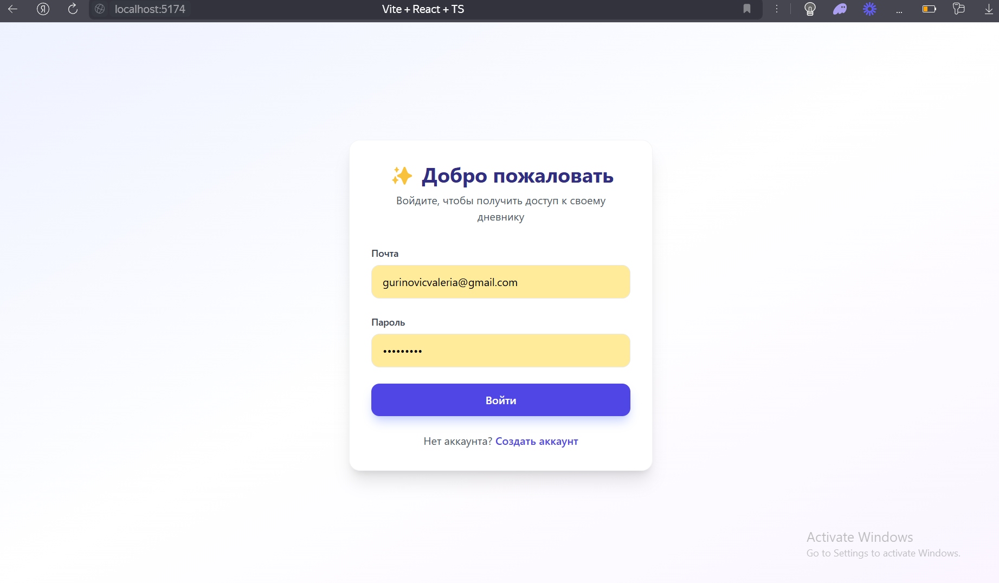 localhost:5174
Vite + React + TS
✨ Добро пожаловать
Войдите, чтобы получить доступ к своему
дневнику
Почта
gurinovicvaleria@gmail.com
Пароль
•••••••••
Войти
Нет аккаунта? Создать аккаунт
Activate Windows
Go to Settings to activate Windows.